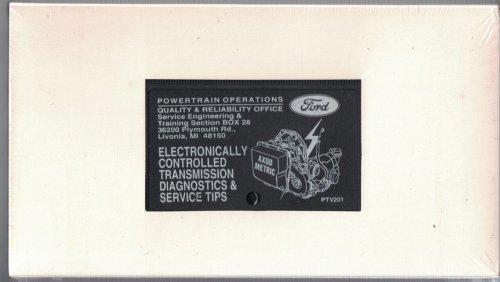 POWERTRAIN OPERATIONS
QUALITY & RELIABILITY OFFICE
Service Engineering &
Training Section BOX 28
36200 Plymouth Rd.,
Livonia, MI 48150
Ford
ELECTRONICALLY
CONTROLLED
TRANSMISSION
DIAGNOSTICS &
SERVICE TIPS
AXOD
METRIC
PTV201